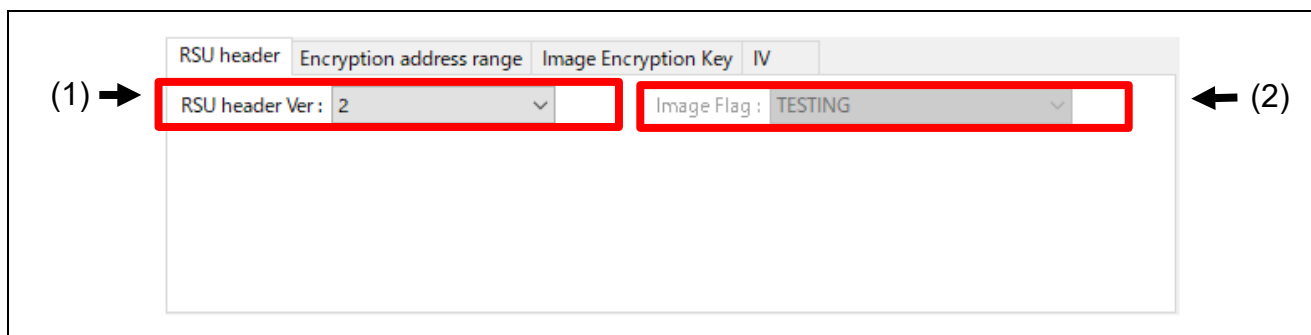 RSU header Encryption address range Image Encryption Key IV
(1) RSU header Ver : 2 Image Flag : TESTING (2)